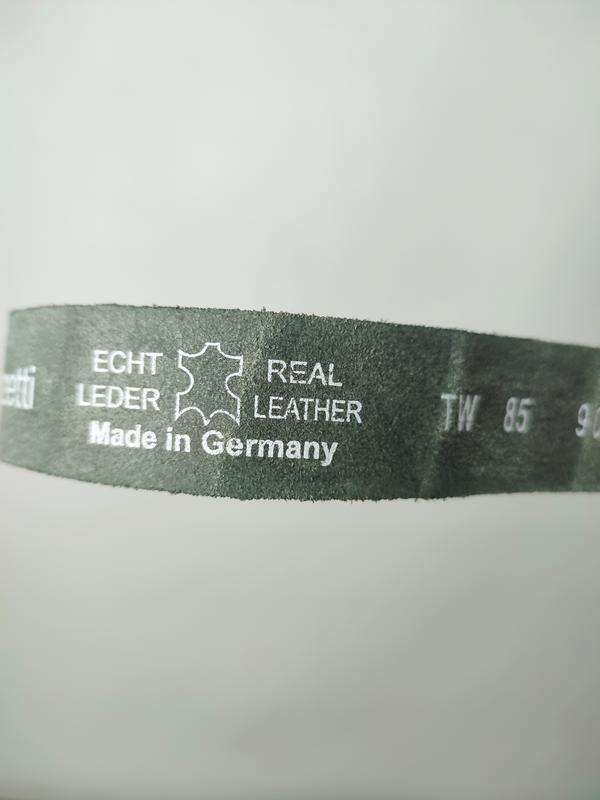 ECHT REAL
LEDER LEATHER
Made in Germany
TW 85